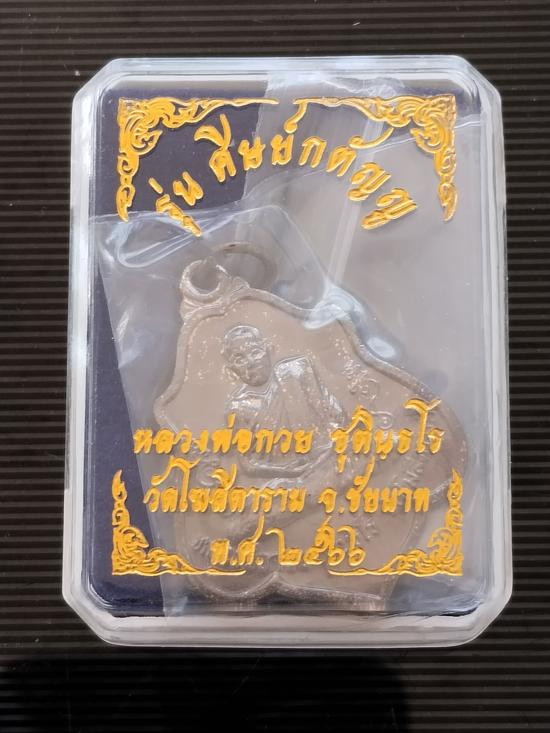 รุ่น ศิษย์กตัญญู
หลวงพ่อกวย ชุตินฺธโร
วัดโฆสิตาราม จ.ชัยนาท
พ.ศ. ๒๕๖๖